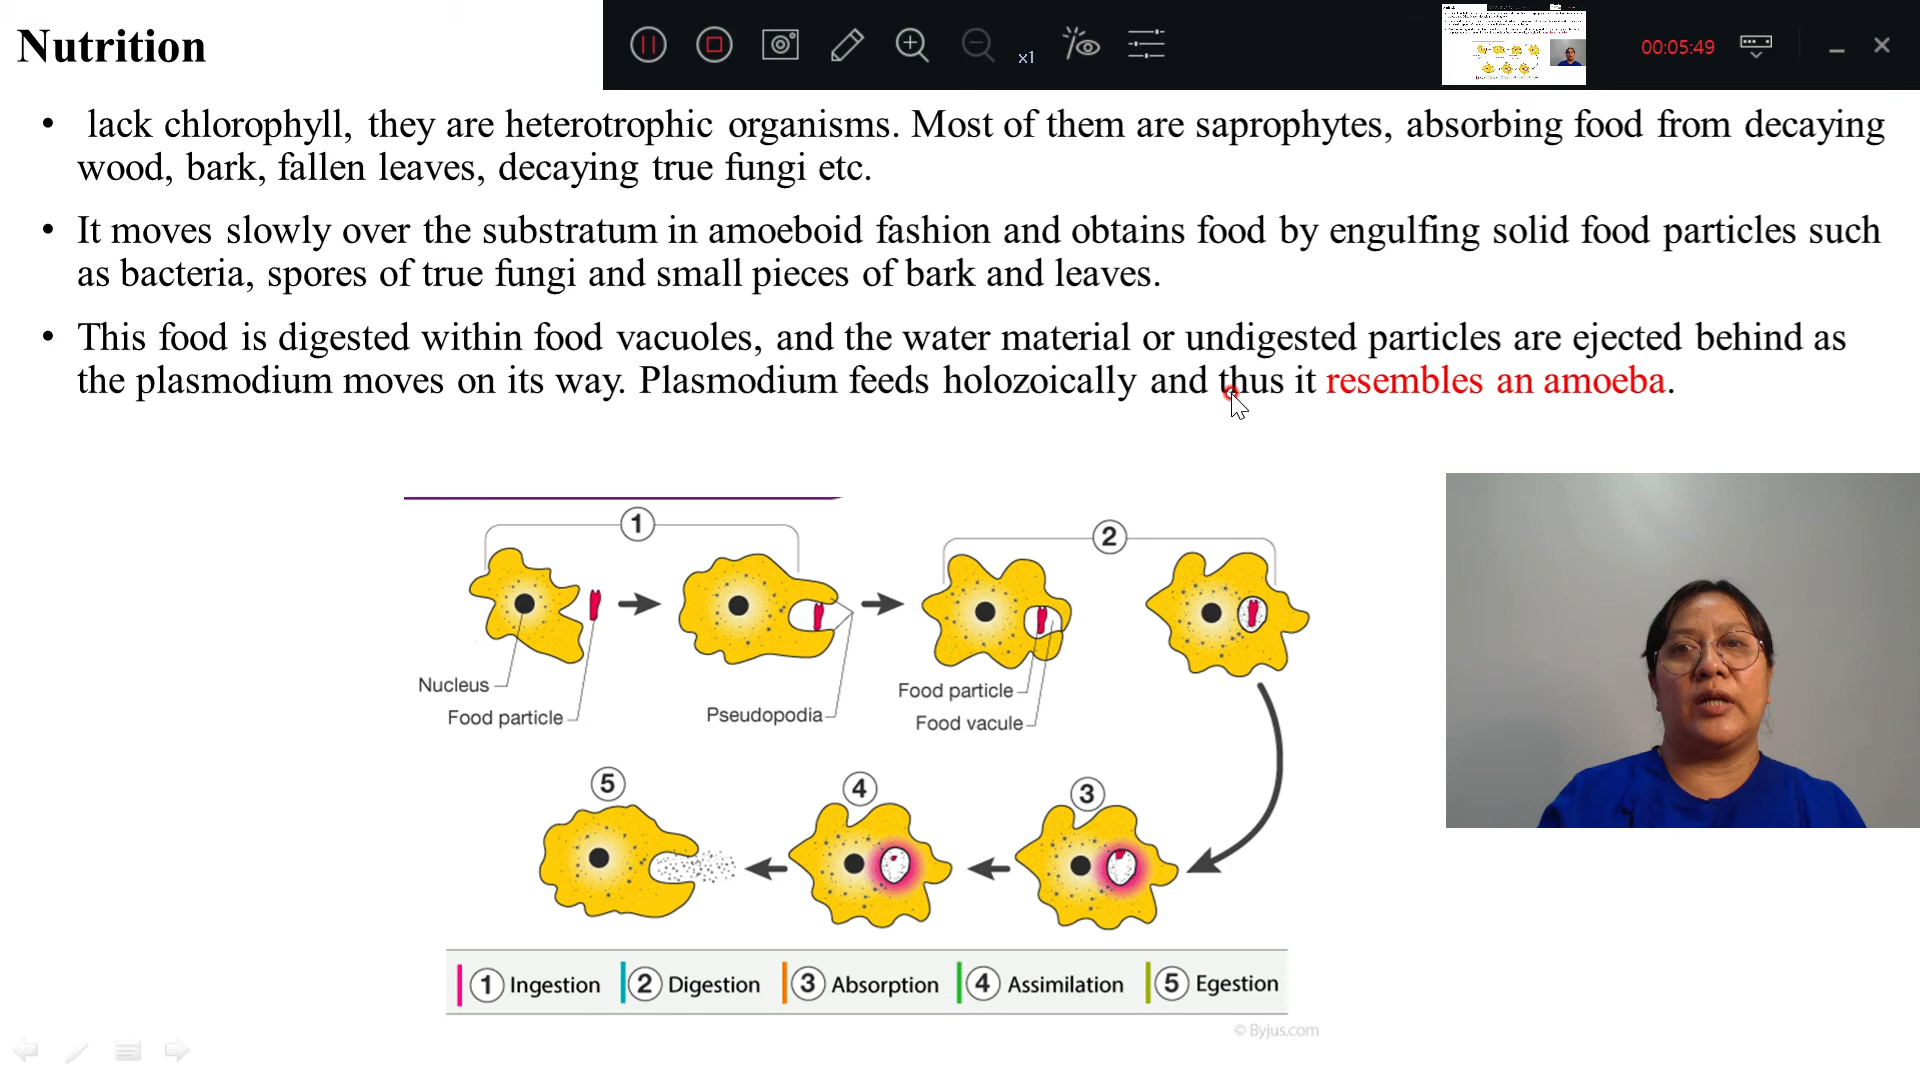 Nutrition
x1
00:05:49
• lack chlorophyll, they are heterotrophic organisms. Most of them are saprophytes, absorbing food from decaying
wood, bark, fallen leaves, decaying true fungi etc.
• It moves slowly over the substratum in amoeboid fashion and obtains food by engulfing solid food particles such
as bacteria, spores of true fungi and small pieces of bark and leaves.
• This food is digested within food vacuoles, and the water material or undigested particles are ejected behind as
the plasmodium moves on its way. Plasmodium feeds holozoically and thus it resembles an amoeba.
1
2
Nucleus
Food particle
Pseudopodia
Food particle
Food vacule
5
4
3
1 Ingestion 2 Digestion 3 Absorption 4 Assimilation 5 Egestion
© Byjus.com